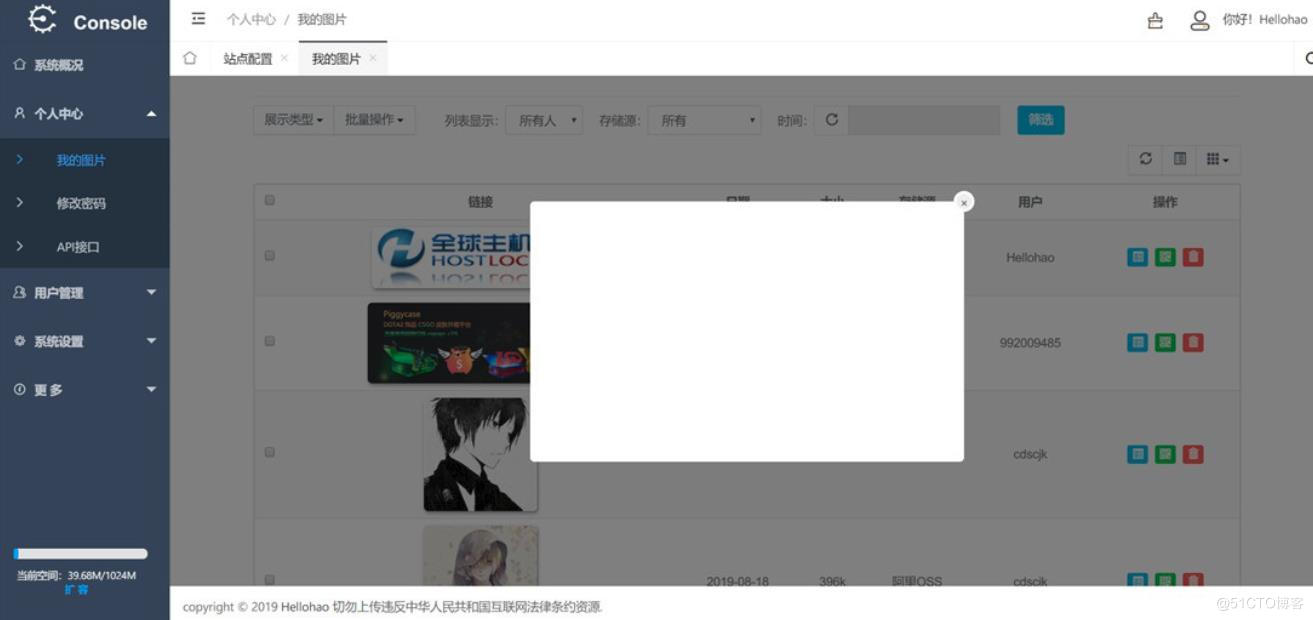 Console
个人中心 / 我的图片
你好！Hellohao
站点配置 × 我的图片 ×
系统概况
个人中心
我的图片
修改密码
API接口
用户管理
系统设置
更多
当前空间：39.68M/1024M
扩容
展示类型 批量操作 列表显示： 所有人 存储源： 所有 时间： 筛选
链接 日期 大小 存储源 用户 操作
全球主机
HOSTLOC
Hellohao
Piggycase
DOTA2 饰品 CSGO 皮肤开箱平台
992009485
cdscjk
2019-08-18 396k 阿里OSS cdscjk
copyright © 2019 Hellohao 切勿上传违反中华人民共和国互联网法律条约资源.
@51CTO博客